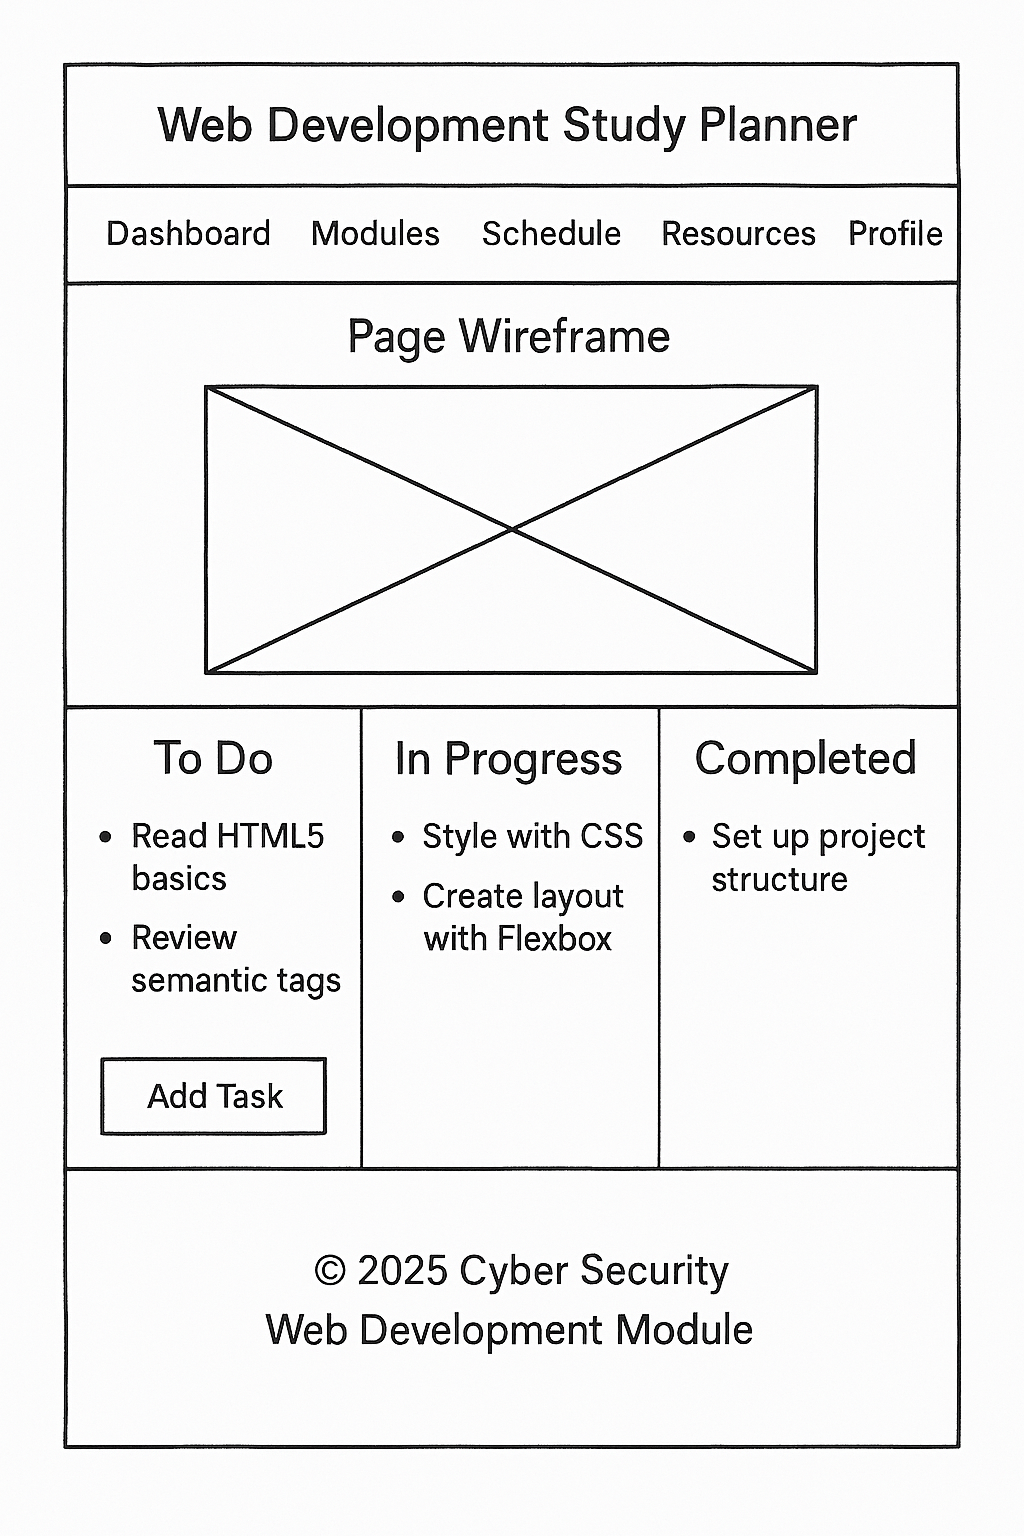 Web Development Study Planner
Dashboard Modules Schedule Resources Profile
Page Wireframe
To Do
Read HTML5
basics
Review
semantic tags
Add Task
In Progress
Style with CSS
Create layout
with Flexbox
Completed
Set up project
structure
© 2025 Cyber Security
Web Development Module